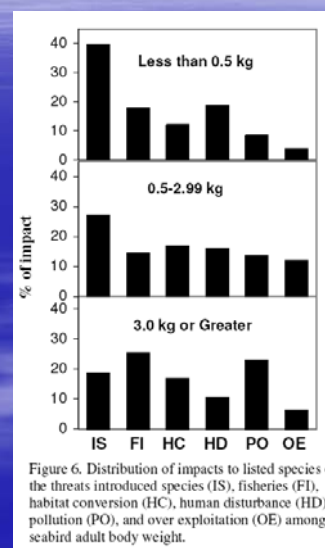 40
Less than 0.5 kg
30
20
10
0
40
0.5-2.99 kg
30
20
10
0
% of impact
40
3.0 kg or Greater
30
20
10
0
IS FI HC HD PO OE
Figure 6. Distribution of impacts to listed species
the threats introduced species (IS), fisheries (FI),
habitat conversion (HC), human disturbance (HD)
pollution (PO), and over exploitation (OE) among
seabird adult body weight.